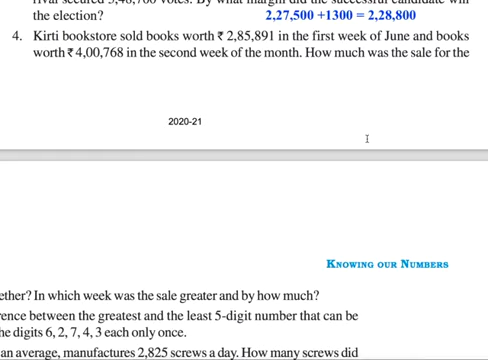 the election?
2,27,500 +1300 = 2,28,800
4. Kirti bookstore sold books worth ₹ 2,85,891 in the first week of June and books
worth ₹ 4,00,768 in the second week of the month. How much was the sale for the
2020-21
KNOWING OUR NUMBERS
ether? In which week was the sale greater and by how much?
rence between the greatest and the least 5-digit number that can be
he digits 6, 2, 7, 4, 3 each only once.
an average, manufactures 2,825 screws a day. How many screws did